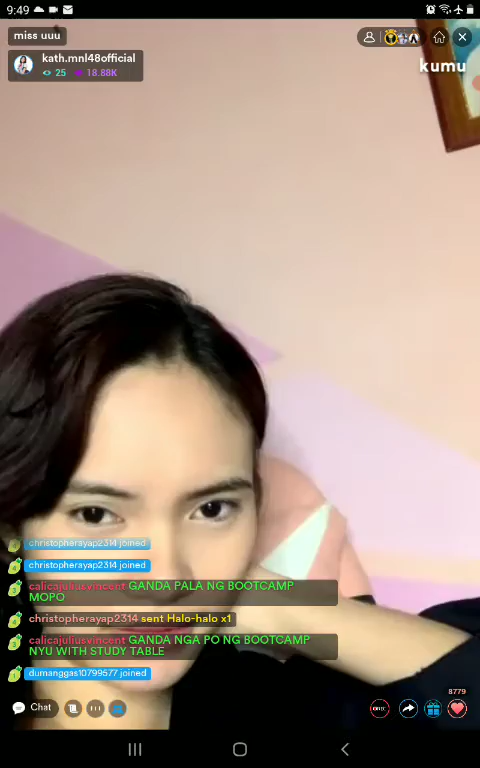 9:49
miss uuu
kath.mnl48official
25 18.88K
kumu
christopherayap2314 joined
christopherayap2314 joined
calicajuliusvincent GANDA PALA NG BOOTCAMP
MOPO
christopherayap2314 sent Halo-halo x1
calicajuliusvincent GANDA NGA PO NG BOOTCAMP
NYU WITH STUDY TABLE
dumanggas10799577 joined
8779
Chat